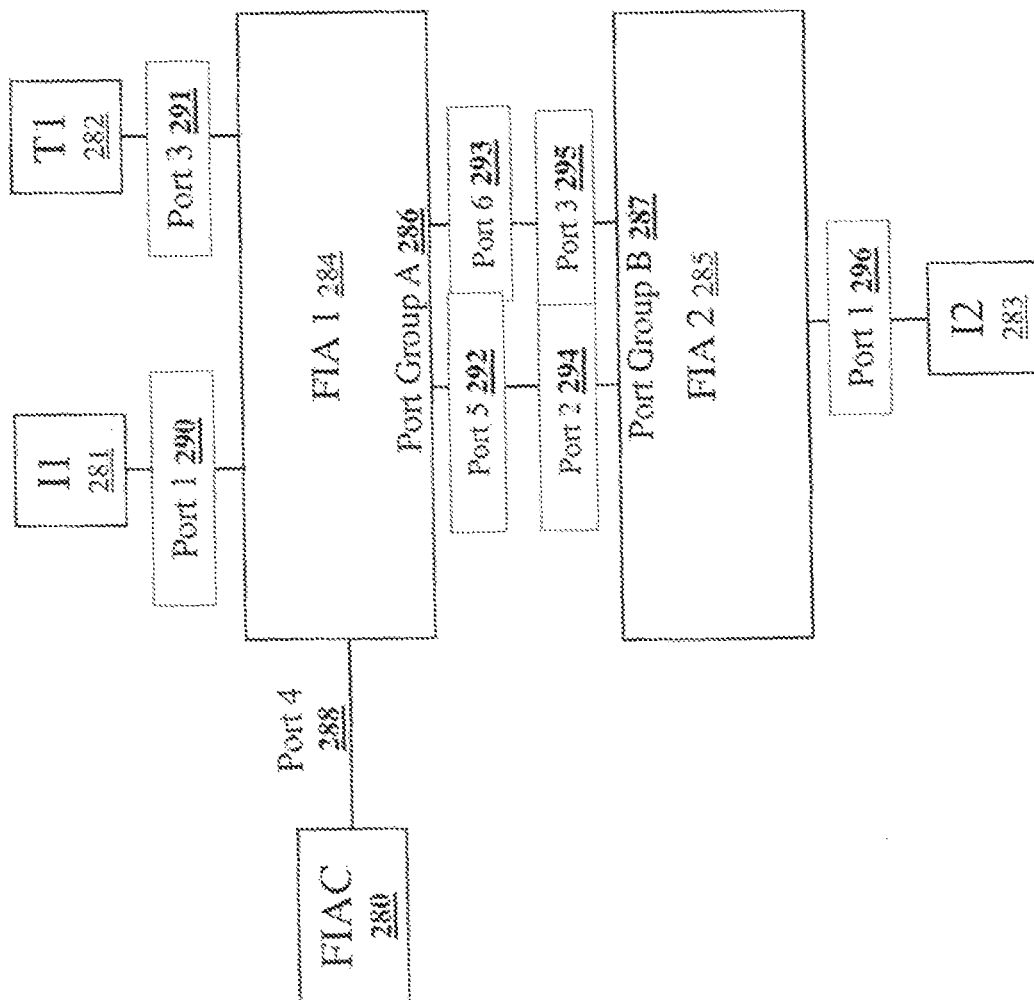 I1
281
T1
282
Port 1 290
Port 3 291
FIA 1 284
Port Group A 286
Port 4
288
FIAC
280
Port 5 292
Port 6 293
Port 2 294
Port 3 295
Port Group B 287
FIA 2 285
Port 1 296
I2
283